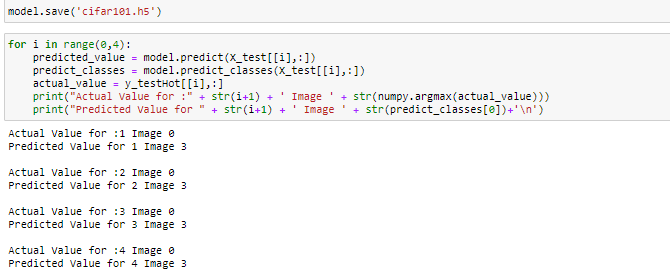 model.save('cifar101.h5')
for i in range(0,4):
    predicted_value = model.predict(X_test[[i],:])
    predict_classes = model.predict_classes(X_test[[i],:])
    actual_value = y_testHot[[i],:]
    print("Actual Value for :" + str(i+1) + ' Image ' + str(numpy.argmax(actual_value)))
    print("Predicted Value for " + str(i+1) + ' Image ' + str(predict_classes[0])+'\n')
Actual Value for :1 Image 0
Predicted Value for 1 Image 3
Actual Value for :2 Image 0
Predicted Value for 2 Image 3
Actual Value for :3 Image 0
Predicted Value for 3 Image 3
Actual Value for :4 Image 0
Predicted Value for 4 Image 3